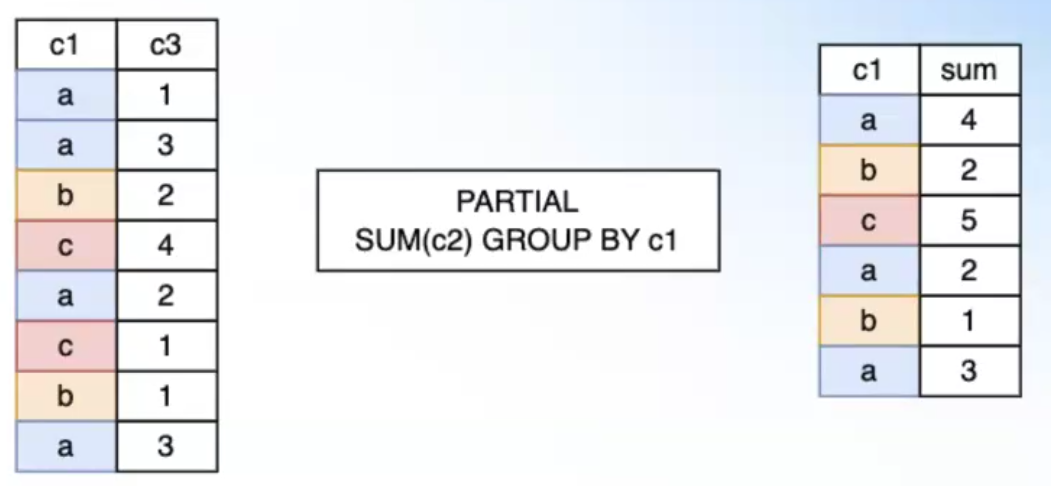 c1 c3
a 1
a 3
b 2
c 4
a 2
c 1
b 1
a 3
PARTIAL
SUM(c2) GROUP BY c1
c1 sum
a 4
b 2
c 5
a 2
b 1
a 3